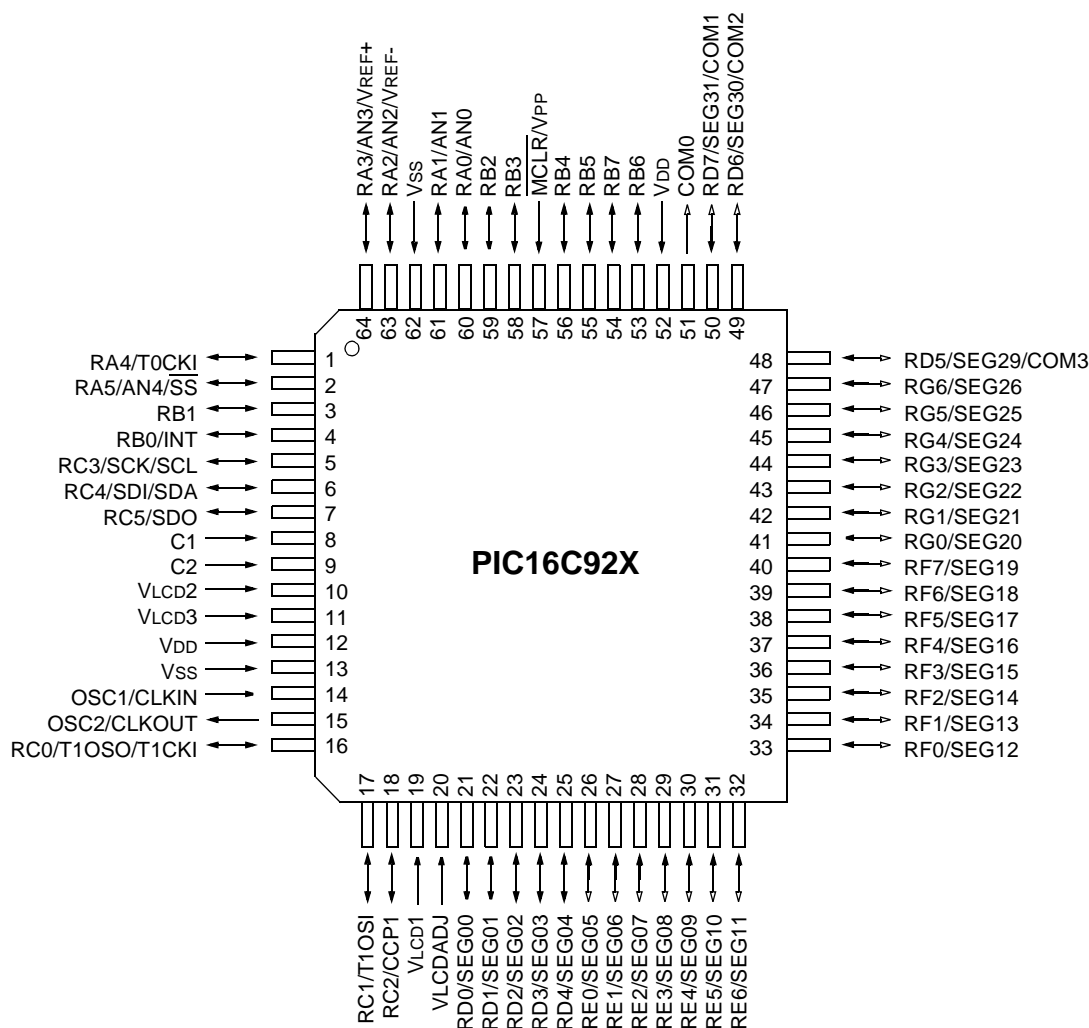 RA3/AN3/VREF+
RA2/AN2/VREF-
VSS
RA1/AN1
RA0/AN0
RB2
RB3
MCLR/VPP
RB4
RB5
RB7
RB6
VDD
COM0
RD7/SEG31/COM1
RD6/SEG30/COM2
64 63 62 61 60 59 58 57 56 55 54 53 52 51 50 49
RA4/T0CKI 1
RA5/AN4/SS 2
RB1 3
RB0/INT 4
RC3/SCK/SCL 5
RC4/SDI/SDA 6
RC5/SDO 7
C1 8
C2 9
VLCD2 10
VLCD3 11
VDD 12
VSS 13
OSC1/CLKIN 14
OSC2/CLKOUT 15
RC0/T1OSO/T1CKI 16
PIC16C92X
48 RD5/SEG29/COM3
47 RG6/SEG26
46 RG5/SEG25
45 RG4/SEG24
44 RG3/SEG23
43 RG2/SEG22
42 RG1/SEG21
41 RG0/SEG20
40 RF7/SEG19
39 RF6/SEG18
38 RF5/SEG17
37 RF4/SEG16
36 RF3/SEG15
35 RF2/SEG14
34 RF1/SEG13
33 RF0/SEG12
17 18 19 20 21 22 23 24 25 26 27 28 29 30 31 32
RC1/T1OSI
RC2/CCP1
VLCD1
VLCDADJ
RD0/SEG00
RD1/SEG01
RD2/SEG02
RD3/SEG03
RD4/SEG04
RE0/SEG05
RE1/SEG06
RE2/SEG07
RE3/SEG08
RE4/SEG09
RE5/SEG10
RE6/SEG11